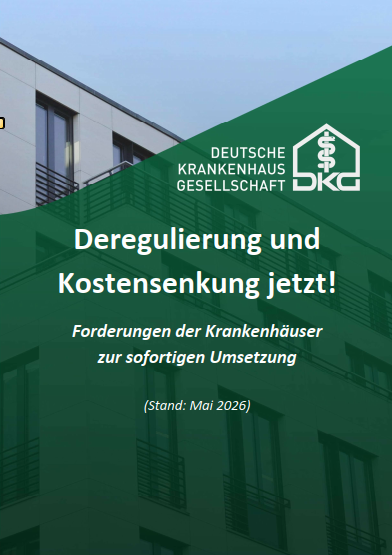 DEUTSCHE
KRANKENHAUS
GESELLSCHAFT
DKG
Deregulierung und
Kostensenkung jetzt!
Forderungen der Krankenhäuser
zur sofortigen Umsetzung
(Stand: Mai 2026)